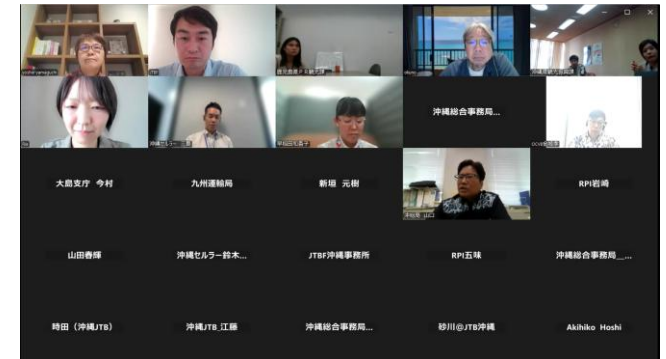 沖縄総合事務局...
大島支庁 今村
九州運輸局
新垣 元樹
RPI岩崎
山田春輝
沖縄セルラー鈴木...
JTBF沖縄事務所
RPI五味
沖縄総合事務局__...
時田（沖縄JTB）
沖縄JTB_江藤
沖縄総合事務局...
砂川@JTB沖縄
Akihiko Hoshi